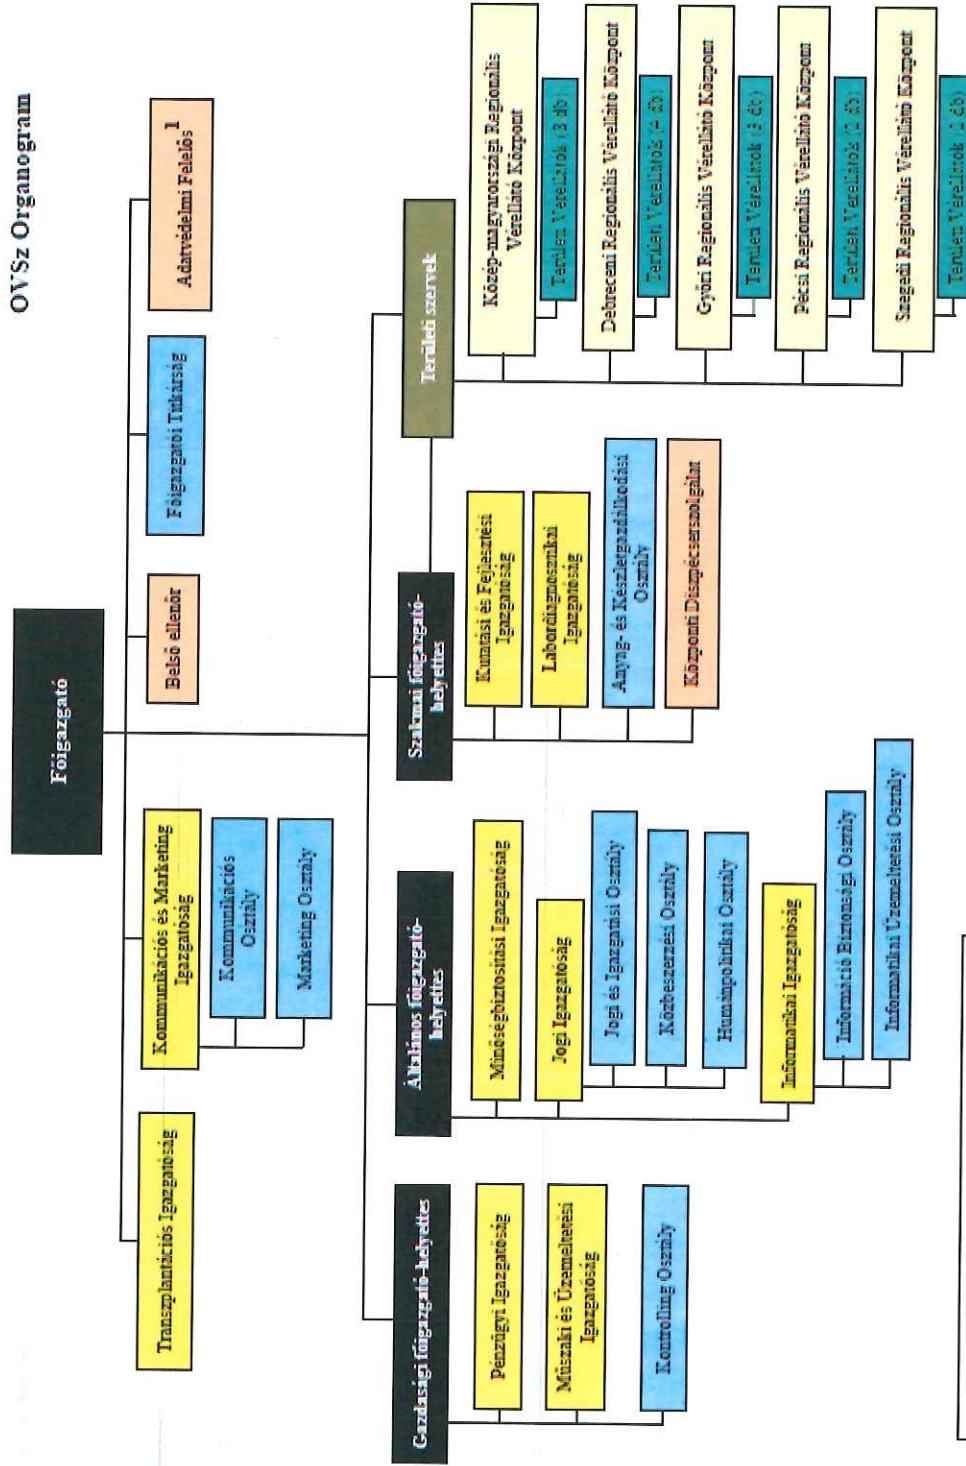 OVSz Organogram
Főigazgató
Transzplantációs Igazgatóság
Kommunikációs és Marketing
Igazgatóság
Kommunikációs
Osztály
Marketing Osztály
Belső ellenőr
Főigazgatói Titkárság
Adatvédelmi Felelős1
Gazdasági főigazgató-helyettes
Pénzügyi Igazgatóság
Műszaki és Üzemeltetési
Igazgatóság
Kontrolling Osztály
Általános főigazgató-
helyettes
Minőségbiztosítási Igazgatóság
Jogi Igazgatóság
Jogi és Igazgatási Osztály
Közbeszerzési Osztály
Humánpolitikai Osztály
Informatikai Igazgatóság
Információ Biztonsági Osztály
Informatikai Üzemeltetési Osztály
Szakmai főigazgató-
helyettes
Kutatási és Fejlesztési
Igazgatóság
Labordiagnosztikai
Igazgatóság
Anyag- és Készletgazdálkodási
Osztály
Központi Diszpécserszolgálat
Területi szervek
Közép-magyarországi Regionális
Vérellátó Központ
Területi Vérellátók ( db)
Debreceni Regionális Vérellátó Központ
Területi Vérellátók (4 db)
Győri Regionális Vérellátó Központ
Területi Vérellátók ( db)
Pécsi Regionális Vérellátó Központ
Területi Vérellátók (2 db)
Szegedi Regionális Vérellátó Központ
Területi Vérellátók ( db)